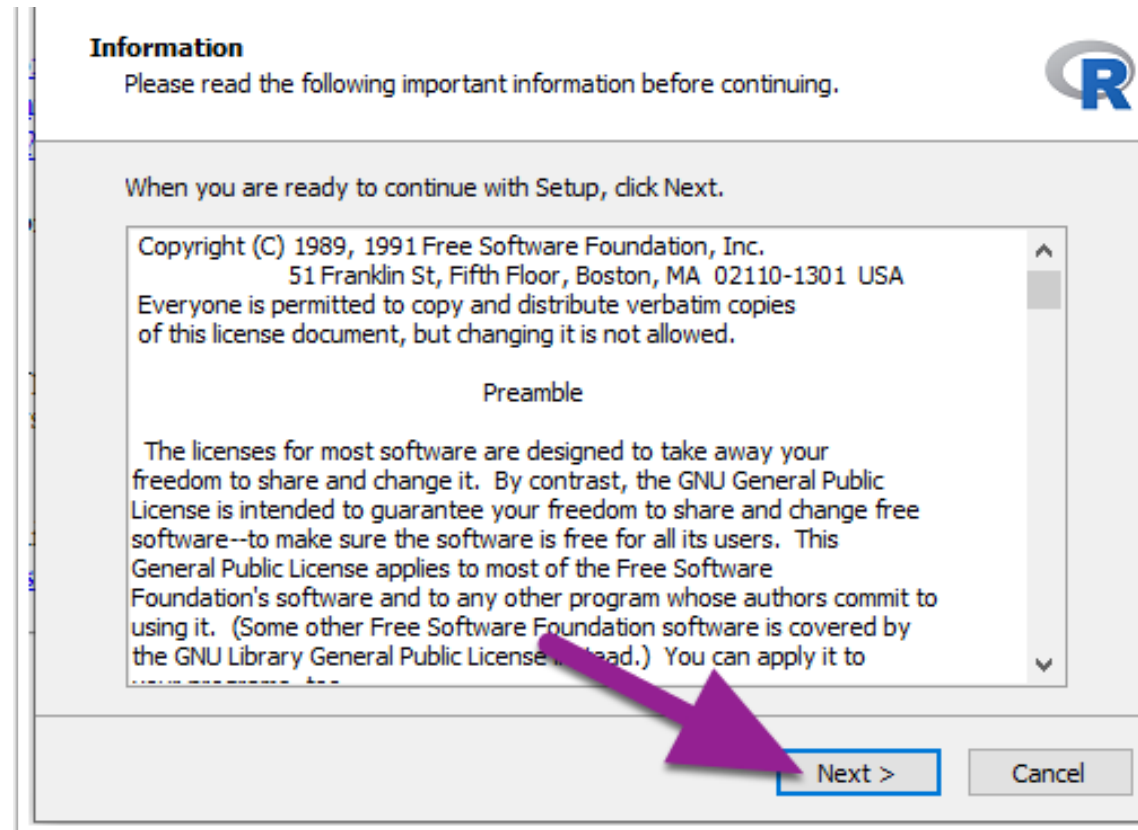 Information
Please read the following important information before continuing.
R
When you are ready to continue with Setup, click Next.
Copyright (C) 1989, 1991 Free Software Foundation, Inc.
51 Franklin St, Fifth Floor, Boston, MA 02110-1301 USA
Everyone is permitted to copy and distribute verbatim copies
of this license document, but changing it is not allowed.
Preamble
The licenses for most software are designed to take away your
freedom to share and change it. By contrast, the GNU General Public
License is intended to guarantee your freedom to share and change free
software--to make sure the software is free for all its users. This
General Public License applies to most of the Free Software
Foundation's software and to any other program whose authors commit to
using it. (Some other Free Software Foundation software is covered by
the GNU Library General Public License instead.) You can apply it to
Next >
Cancel